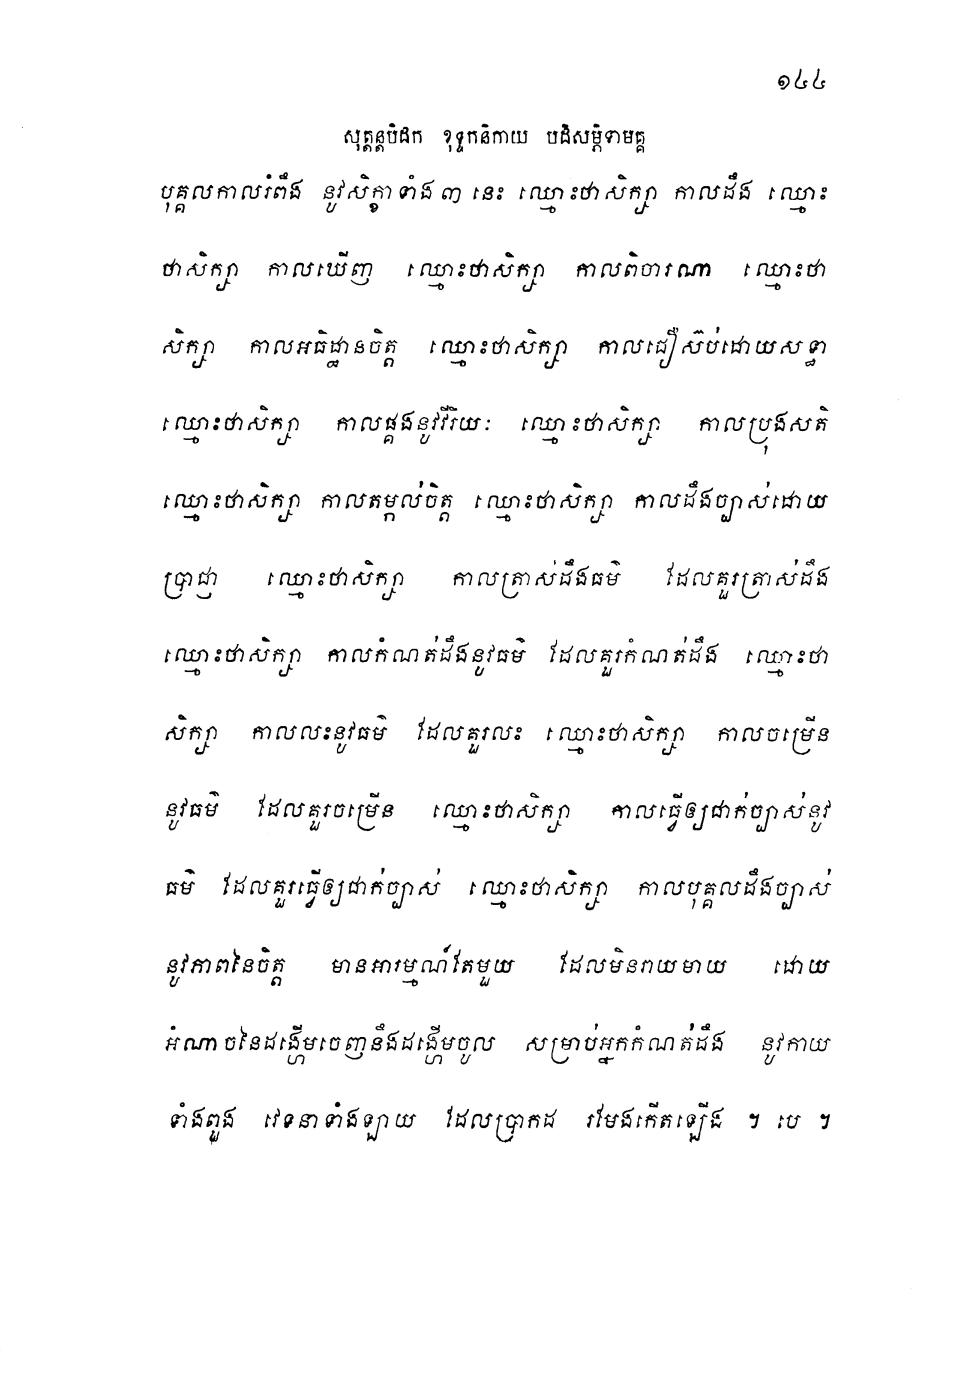 ១៤៤
សុត្តន្តបិដក ខុទ្ទកនិកាយ បដិសម្ភិទាមគ្គ
បុគ្គលកាលរំពឹង នូវសិក្ខាទាំង ៣ នេះ ឈ្មោះថាសិក្សា កាលដឹង ឈ្មោះ
ថាសិក្សា កាលឃើញ ឈ្មោះថាសិក្សា កាលពិចារណា ឈ្មោះថា
សិក្សា កាលអធិដ្ឋានចិត្ត ឈ្មោះថាសិក្សា កាលជឿស៊ប់ដោយសទ្ធា
ឈ្មោះថាសិក្សា កាលផ្គងនូវវីរិយៈ ឈ្មោះថាសិក្សា កាលប្រុងសតិ
ឈ្មោះថាសិក្សា កាលតម្កល់ចិត្ត ឈ្មោះថាសិក្សា កាលដឹងច្បាស់ដោយ
ប្រាជ្ញា ឈ្មោះថាសិក្សា កាលត្រាស់ដឹងធម៌ ដែលគួរត្រាស់ដឹង
ឈ្មោះថាសិក្សា កាលកំណត់ដឹងនូវធម៌ ដែលគួរកំណត់ដឹង ឈ្មោះថា
សិក្សា កាលលះនូវធម៌ ដែលគួរលះ ឈ្មោះថាសិក្សា កាលចម្រើន
នូវធម៌ ដែលគួរចម្រើន ឈ្មោះថាសិក្សា កាលធ្វើឲ្យជាក់ច្បាស់នូវ
ធម៌ ដែលគួរធ្វើឲ្យជាក់ច្បាស់ ឈ្មោះថាសិក្សា កាលបុគ្គលដឹងច្បាស់
នូវភាពនៃចិត្ត មានអារម្មណ៍តែមួយ ដែលមិនរាយមាយ ដោយ
អំណាចនៃដង្ហើមចេញនឹងដង្ហើមចូល សម្រាប់អ្នកកំណត់ដឹង នូវកាយ
ទាំងពួង វេទនាទាំងឡាយ ដែលប្រាកដ រមែងកើតឡើង ។ បេ ។